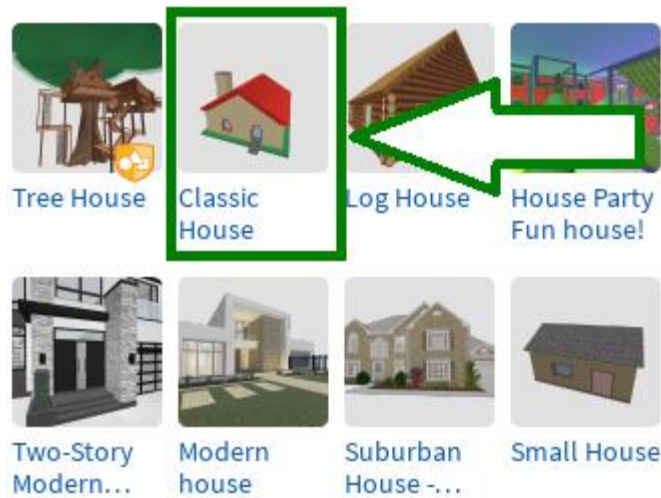 Tree House
Classic
House
Log House
House Party
Fun house!
Two-Story
Modern...
Modern
house
Suburban
House -...
Small House